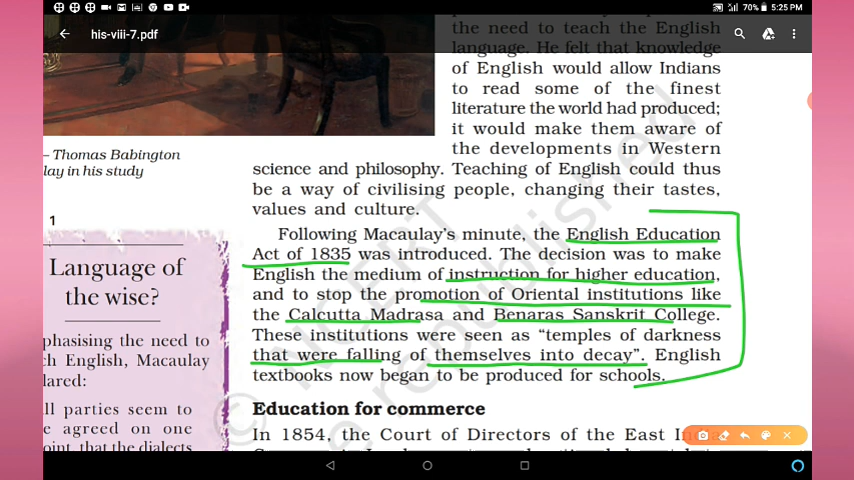 70% 5:25 PM
his-viii-7.pdf
the need to teach the English
language. He felt that knowledge
of English would allow Indians
to read some of the finest
literature the world had produced;
it would make them aware of
the developments in Western
science and philosophy. Teaching of English could thus
be a way of civilising people, changing their tastes,
values and culture.
– Thomas Babington
lay in his study
1
Following Macaulay's minute, the English Education
Act of 1835 was introduced. The decision was to make
English the medium of instruction for higher education,
and to stop the promotion of Oriental institutions like
the Calcutta Madrasa and Benaras Sanskrit College.
These institutions were seen as “temples of darkness
that were falling of themselves into decay”. English
textbooks now began to be produced for schools.
Language of
the wise?
phasising the need to
ch English, Macaulay
lared:
ll parties seem to
e agreed on one
oint, that the dialects
Education for commerce
In 1854, the Court of Directors of the East
© NCERT
republished